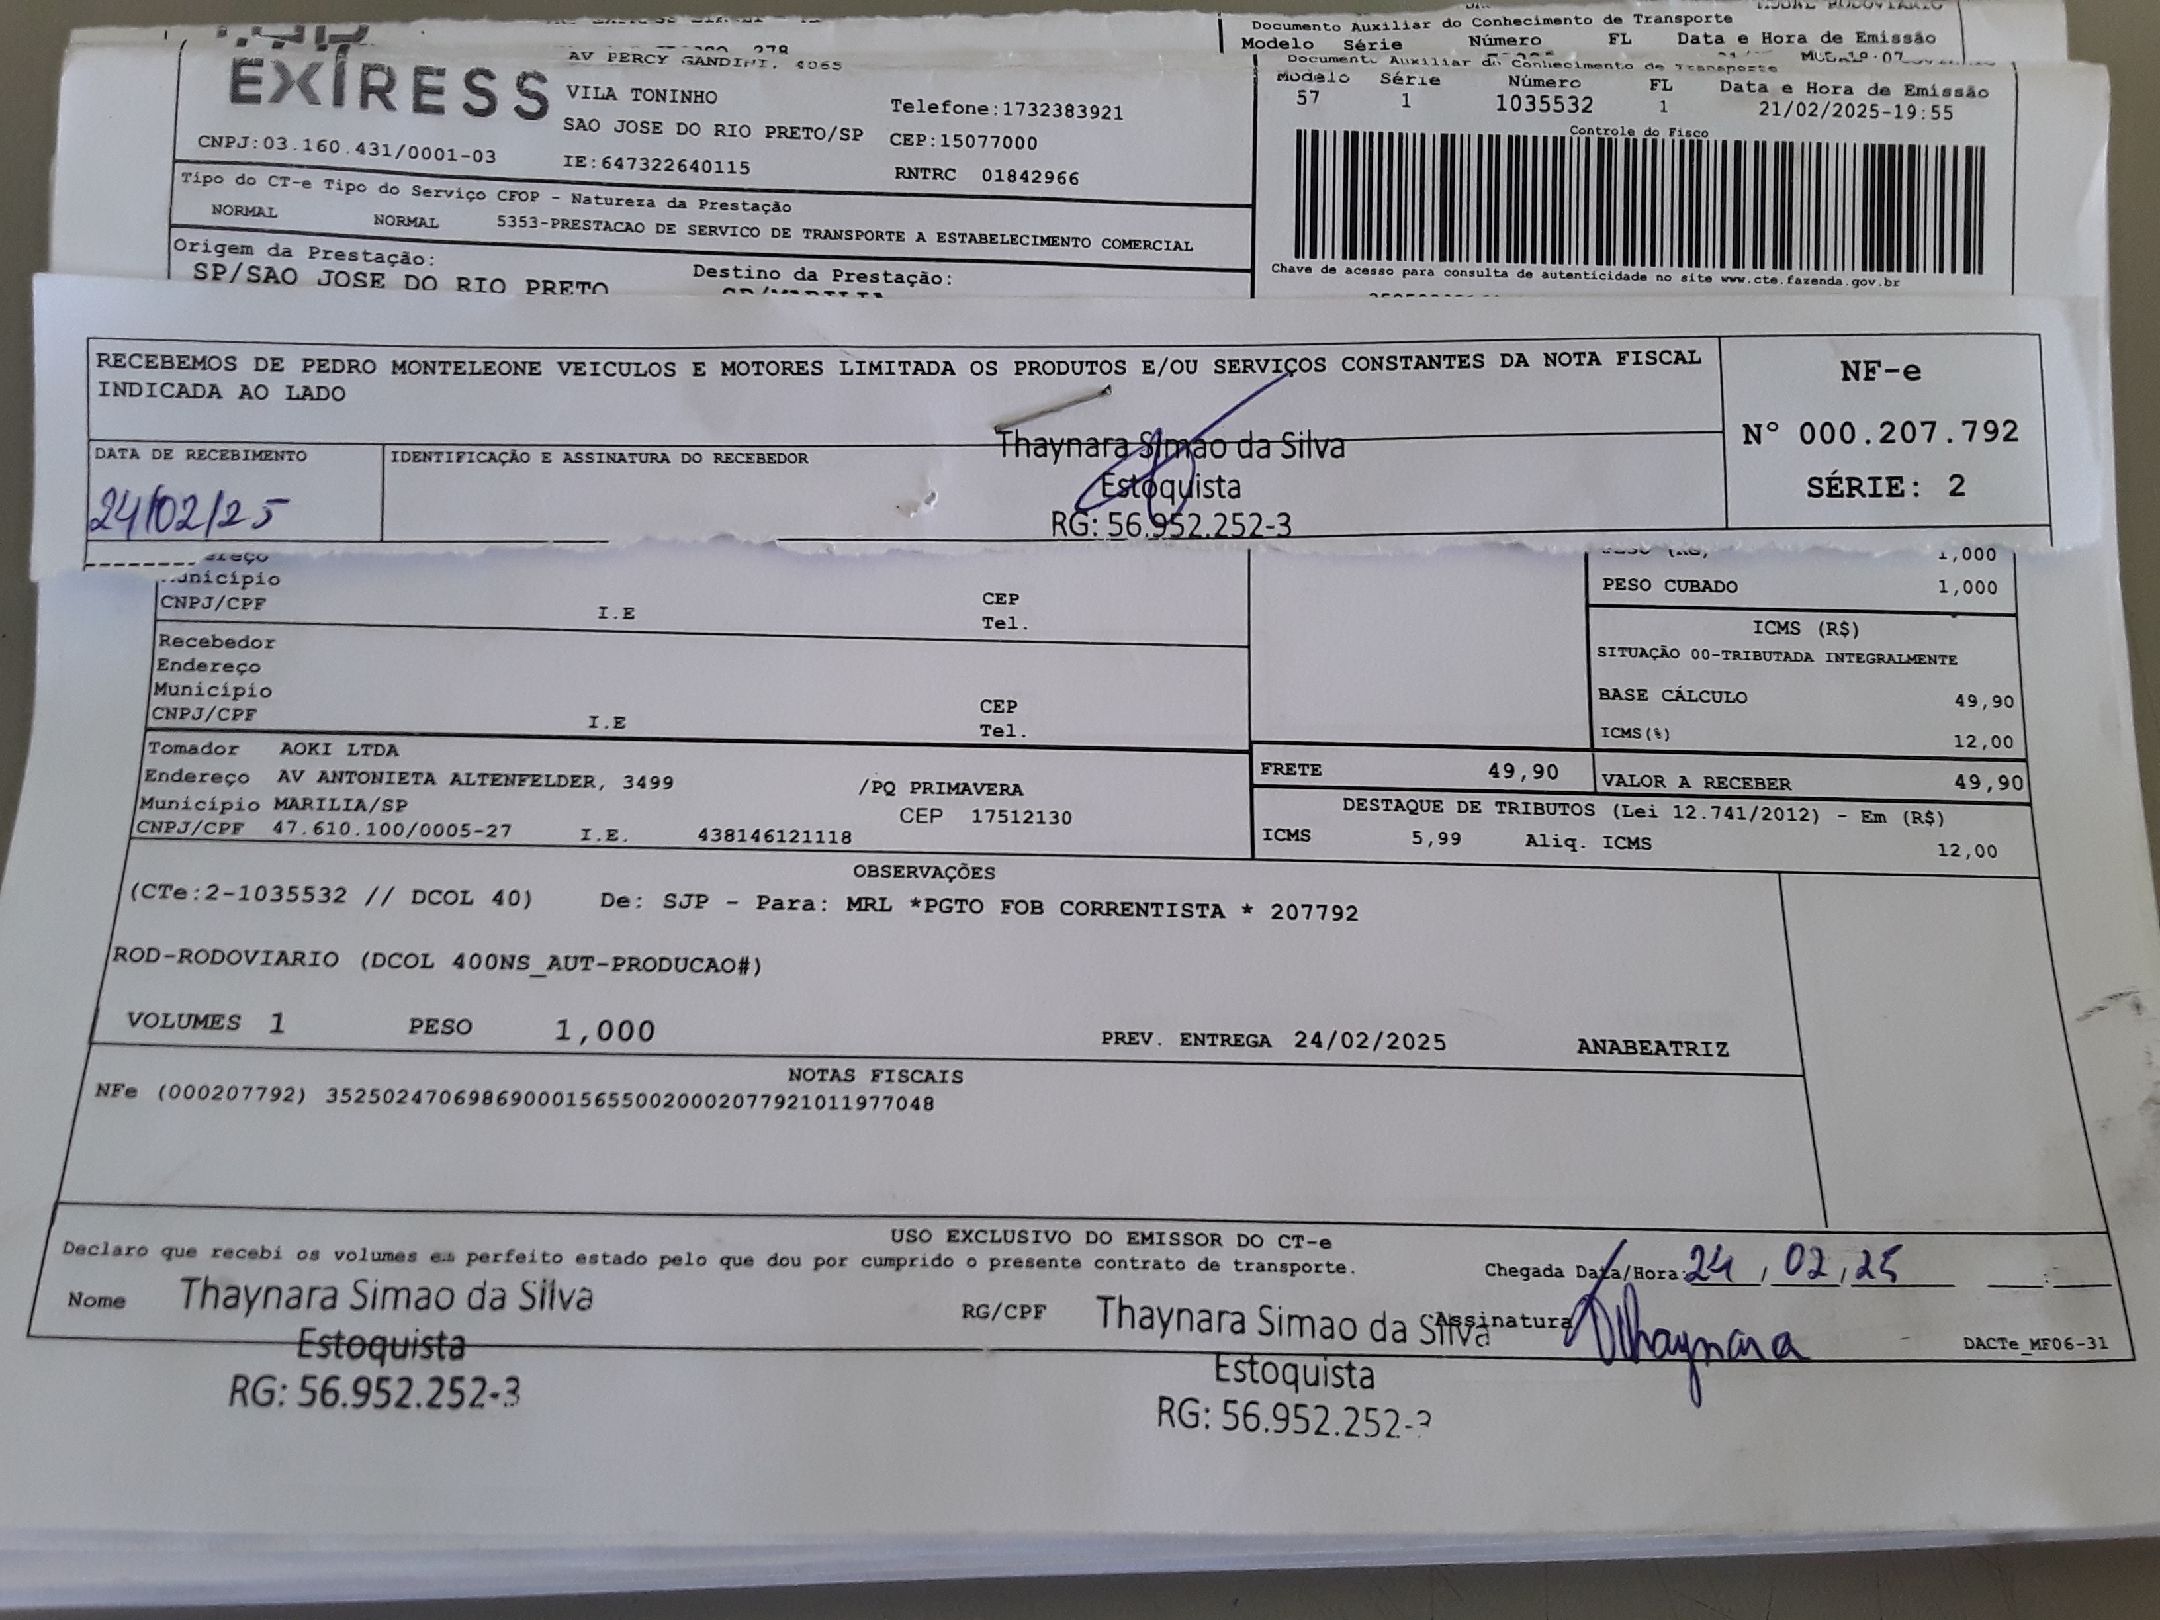 Documento Auxiliar do Conhecimento de Transporte
Modelo Série Número FL Data e Hora de Emissão
EXPRESS
AV PERCY GANDINI, 4065
VILA TONINHO
SAO JOSE DO RIO PRETO/SP
CNPJ:03.160.431/0001-03
IE:647322640115
Telefone:1732383921
CEP:15077000
RNTRC 01842966
Documento Auxiliar do Conhecimento de Transporte
Modelo Série Número FL Data e Hora de Emissão
57 1 1035532 1 21/02/2025-19:55
Controle do Fisco
Chave de acesso para consulta de autenticidade no site www.cte.fazenda.gov.br
Tipo do CT-e Tipo do Serviço CFOP - Natureza da Prestação
NORMAL NORMAL 5353-PRESTACAO DE SERVICO DE TRANSPORTE A ESTABELECIMENTO COMERCIAL
Origem da Prestação: Destino da Prestação:
SP/SAO JOSE DO RIO PRETO SP/MARILIA
RECEBEMOS DE PEDRO MONTELEONE VEICULOS E MOTORES LIMITADA OS PRODUTOS E/OU SERVIÇOS CONSTANTES DA NOTA FISCAL
INDICADA AO LADO
NF-e
N° 000.207.792
SÉRIE: 2
DATA DE RECEBIMENTO
24/02/25
IDENTIFICAÇÃO E ASSINATURA DO RECEBEDOR
Thaynara Simao da Silva
Estoquista
RG: 56.952.252-3
Endereço
Município
CNPJ/CPF I.E CEP
Tel.
1,000
PESO CUBADO 1,000
Recebedor
Endereço
Município
CNPJ/CPF I.E CEP
Tel.
ICMS (R$)
SITUAÇÃO 00-TRIBUTADA INTEGRALMENTE
BASE CÁLCULO 49,90
ICMS(%) 12,00
Tomador AOKI LTDA
Endereço AV ANTONIETA ALTENFELDER, 3499 /PQ PRIMAVERA
Município MARILIA/SP CEP 17512130
CNPJ/CPF 47.610.100/0005-27 I.E. 438146121118
FRETE 49,90 VALOR A RECEBER 49,90
DESTAQUE DE TRIBUTOS (Lei 12.741/2012) - Em (R$)
ICMS 5,99 Aliq. ICMS 12,00
OBSERVAÇÕES
(CTe:2-1035532 // DCOL 40) De: SJP - Para: MRL *PGTO FOB CORRENTISTA * 207792
ROD-RODOVIARIO (DCOL 400NS_AUT-PRODUCAO#)
VOLUMES 1 PESO 1,000 PREV. ENTREGA 24/02/2025 ANABEATRIZ
NOTAS FISCAIS
NFe (000207792) 35250247069869000156550020002077921011977048
USO EXCLUSIVO DO EMISSOR DO CT-e
Declaro que recebi os volumes em perfeito estado pelo que dou por cumprido o presente contrato de transporte.
Chegada Data/Hora: 24,02,25 :
Nome Thaynara Simao da Silva
Estoquista
RG: 56.952.252-3
RG/CPF Thaynara Simao da Silva
Estoquista
RG: 56.952.252-3
Assinatura Thaynara
DACTe_MF06-31